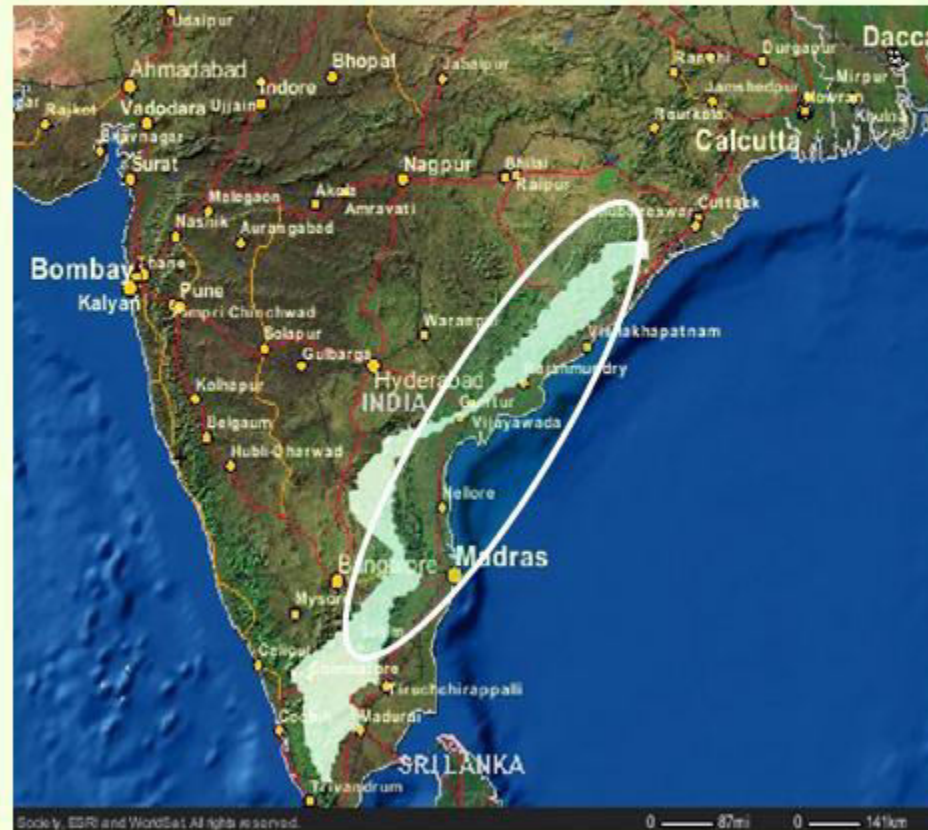 Udaipur
Dacca
Bhopal
Jabalpur
Ranchi
Durgapur
Ahmadabad
Indore
Mirpur
Rajkot
Vadodara
Ujjain
Jamshedpur
Howrah
Khulna
Bhavnagar
Rourkela
Calcutta
Surat
Nagpur
Bhilai
Raipur
Malegaon
Akola
Amravati
Cuttack
Nashik
Aurangabad
Bombay
Thane
Kalyan
Pune
Pimpri Chinchwad
Warangal
Vishakhapatnam
Solapur
Gulbarga
Hyderabad
Rajahmundry
Kolhapur
INDIA
Guntur
Vijayawada
Belgaum
Hubli-Dharwad
Nellore
Bangalore
Madras
Mysore
Calicut
Coimbatore
Tiruchchirappalli
Cochin
Madurai
SRI LANKA
Trivandrum
Society, ESRI and WorldSat. All rights reserved.
0 87mi 0 141km